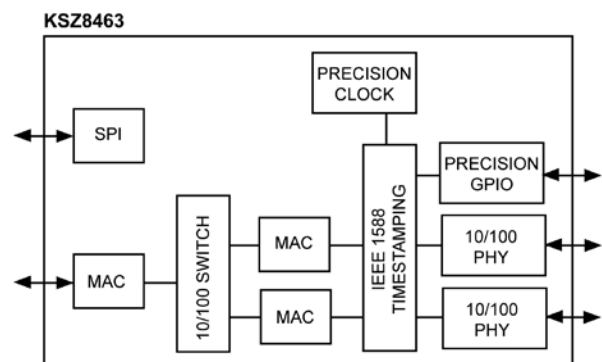 KSZ8463
PRECISION
CLOCK
SPI
PRECISION
GPIO
IEEE 1588
TIMESTAMPING
10/100 SWITCH
MAC
10/100
PHY
MAC
MAC
10/100
PHY